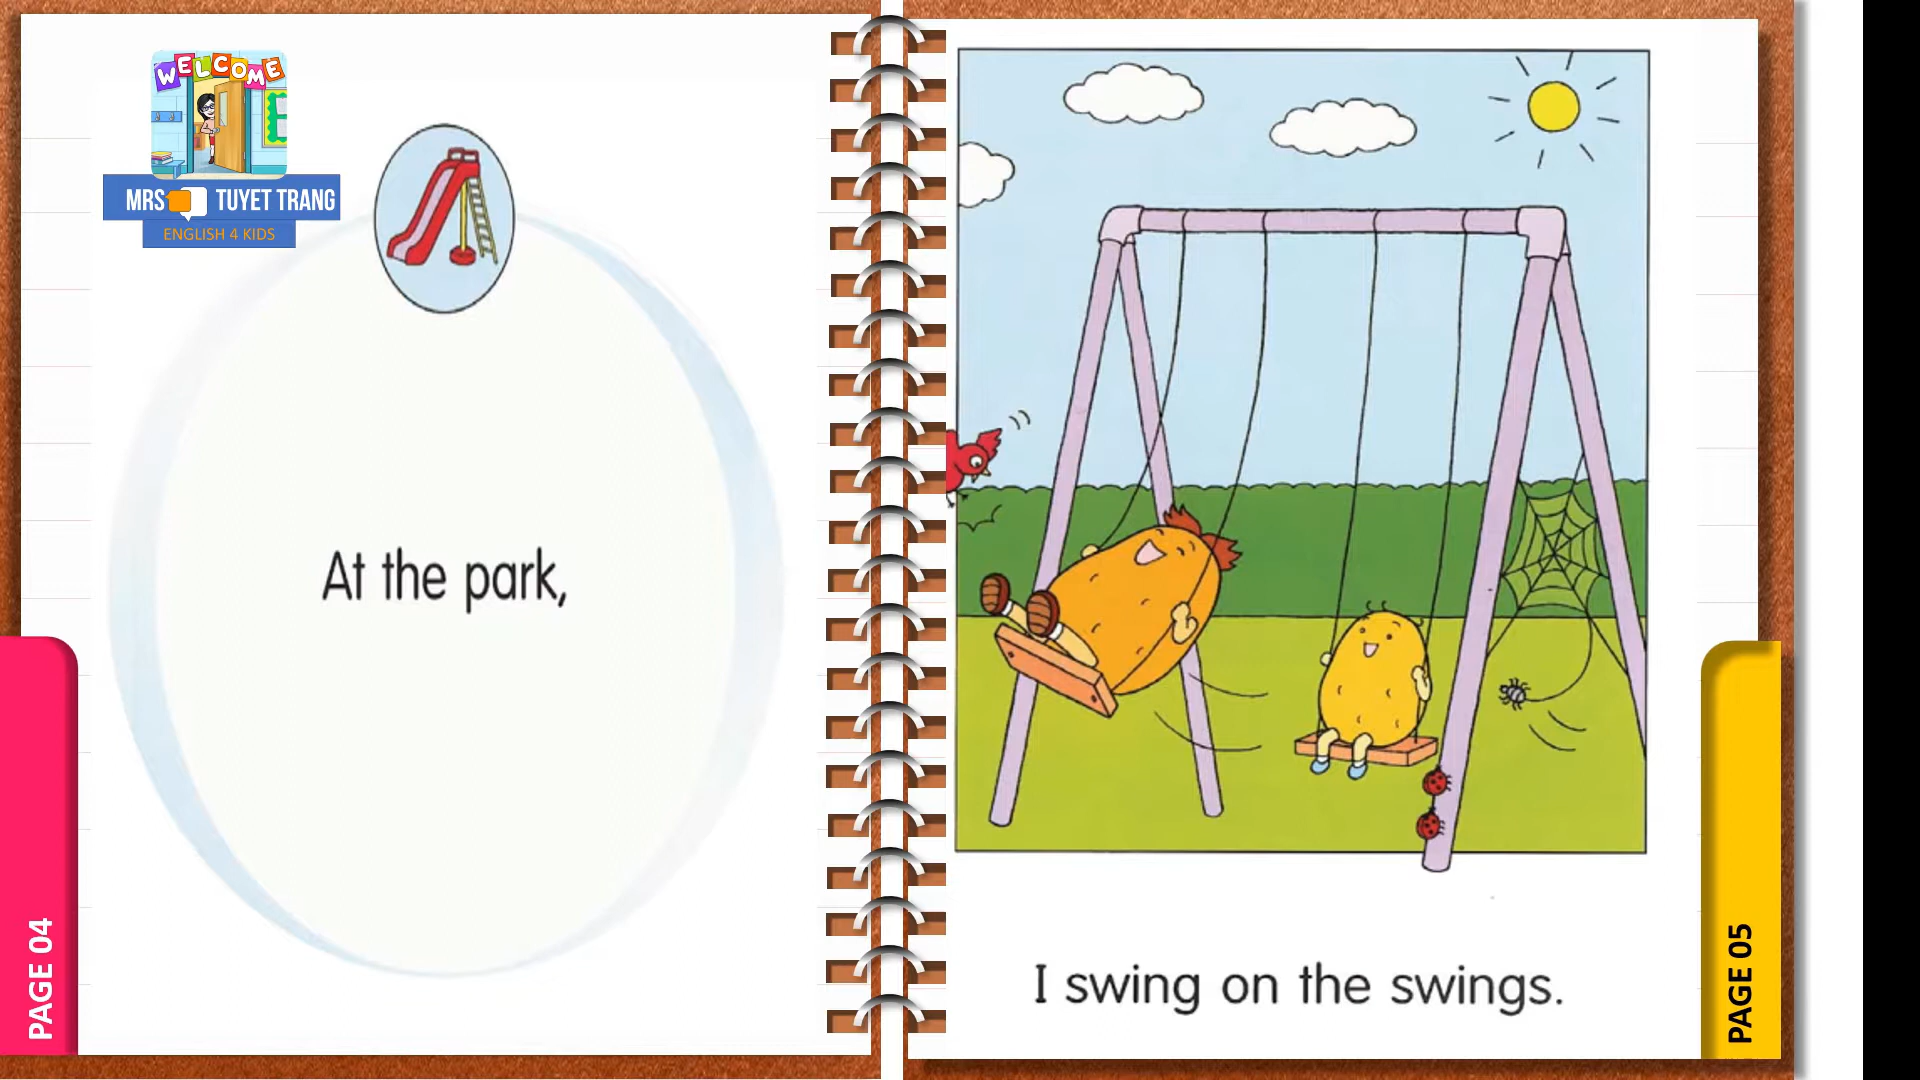 WELCOME
MRS TUYET TRANG
ENGLISH 4 KIDS
At the park,
PAGE 04
I swing on the swings.
PAGE 05